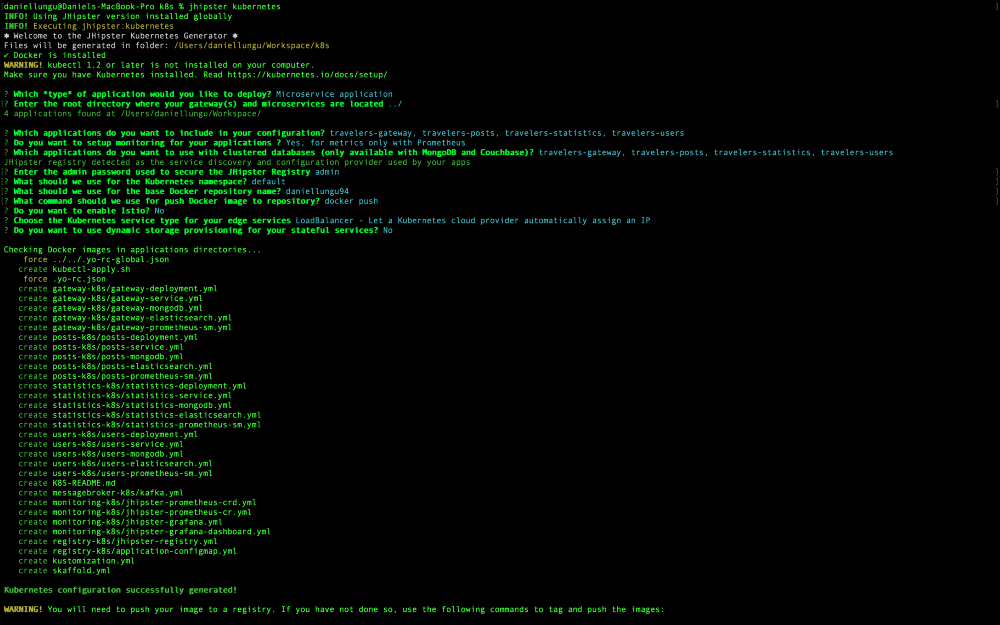 daniellungu@Daniels-MacBook-Pro k8s % jhipster kubernetes
INFO! Using JHipster version installed globally
INFO! Executing jhipster:kubernetes
✱ Welcome to the JHipster Kubernetes Generator ✱
Files will be generated in folder: /Users/daniellungu/Workspace/k8s
✔ Docker is installed
WARNING! kubectl 1.2 or later is not installed on your computer.
Make sure you have Kubernetes installed. Read https://kubernetes.io/docs/setup/
? Which *type* of application would you like to deploy? Microservice application
? Enter the root directory where your gateway(s) and microservices are located ../
4 applications found at /Users/daniellungu/Workspace/
? Which applications do you want to include in your configuration? travelers-gateway, travelers-posts, travelers-statistics, travelers-users
? Do you want to setup monitoring for your applications ? Yes, for metrics only with Prometheus
? Which applications do you want to use with clustered databases (only available with MongoDB and Couchbase)? travelers-gateway, travelers-posts, travelers-statistics, travelers-users
JHipster registry detected as the service discovery and configuration provider used by your apps
? Enter the admin password used to secure the JHipster Registry admin
? What should we use for the Kubernetes namespace? default
? What should we use for the base Docker repository name? daniellungu94
? What command should we use for push Docker image to repository? docker push
? Do you want to enable Istio? No
? Choose the Kubernetes service type for your edge services LoadBalancer - Let a Kubernetes cloud provider automatically assign an IP
? Do you want to use dynamic storage provisioning for your stateful services? No
Checking Docker images in applications directories...
force ../../.yo-rc-global.json
create kubectl-apply.sh
force .yo-rc.json
create gateway-k8s/gateway-deployment.yml
create gateway-k8s/gateway-service.yml
create gateway-k8s/gateway-mongodb.yml
create gateway-k8s/gateway-elasticsearch.yml
create gateway-k8s/gateway-prometheus-sm.yml
create posts-k8s/posts-deployment.yml
create posts-k8s/posts-service.yml
create posts-k8s/posts-mongodb.yml
create posts-k8s/posts-elasticsearch.yml
create posts-k8s/posts-prometheus-sm.yml
create statistics-k8s/statistics-deployment.yml
create statistics-k8s/statistics-service.yml
create statistics-k8s/statistics-mongodb.yml
create statistics-k8s/statistics-elasticsearch.yml
create statistics-k8s/statistics-prometheus-sm.yml
create users-k8s/users-deployment.yml
create users-k8s/users-service.yml
create users-k8s/users-mongodb.yml
create users-k8s/users-elasticsearch.yml
create users-k8s/users-prometheus-sm.yml
create K8S-README.md
create messagebroker-k8s/kafka.yml
create monitoring-k8s/jhipster-prometheus-crd.yml
create monitoring-k8s/jhipster-prometheus-cr.yml
create monitoring-k8s/jhipster-grafana.yml
create monitoring-k8s/jhipster-grafana-dashboard.yml
create registry-k8s/jhipster-registry.yml
create registry-k8s/application-configmap.yml
create kustomization.yml
create skaffold.yml
Kubernetes configuration successfully generated!
WARNING! You will need to push your image to a registry. If you have not done so, use the following commands to tag and push the images: